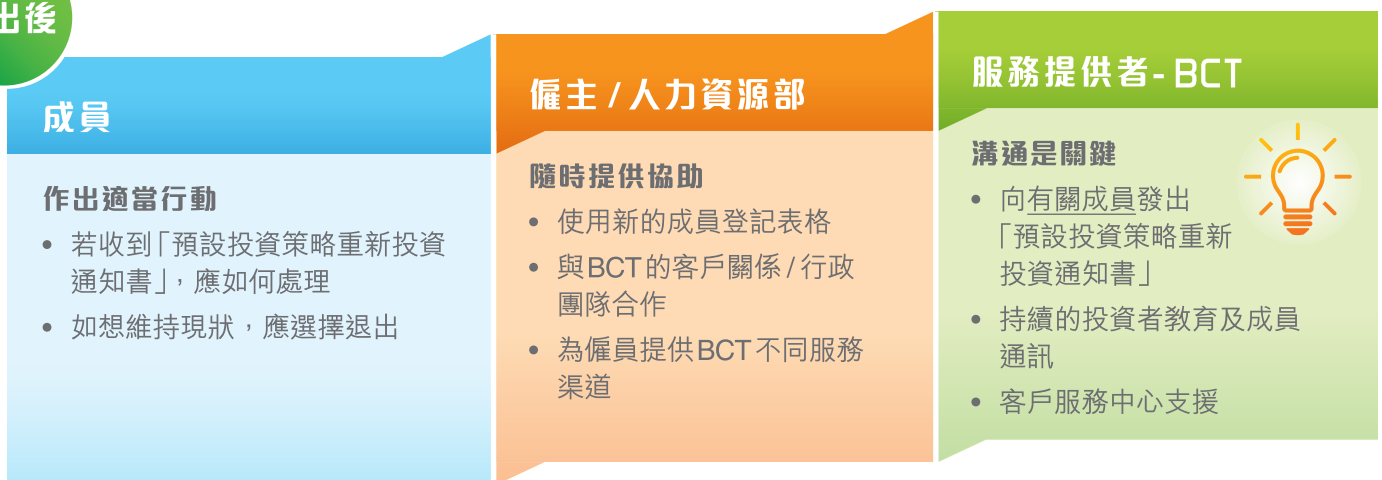 出後
成員
作出適當行動
• 若收到「預設投資策略重新投資
通知書」，應如何處理
• 如想維持現狀，應選擇退出
僱主 / 人力資源部
隨時提供協助
• 使用新的成員登記表格
• 與BCT的客戶關係 / 行政
團隊合作
• 為僱員提供BCT不同服務
渠道
服務提供者- BCT
溝通是關鍵
• 向有關成員發出
「預設投資策略重新
投資通知書」
• 持續的投資者教育及成員
通訊
• 客戶服務中心支援